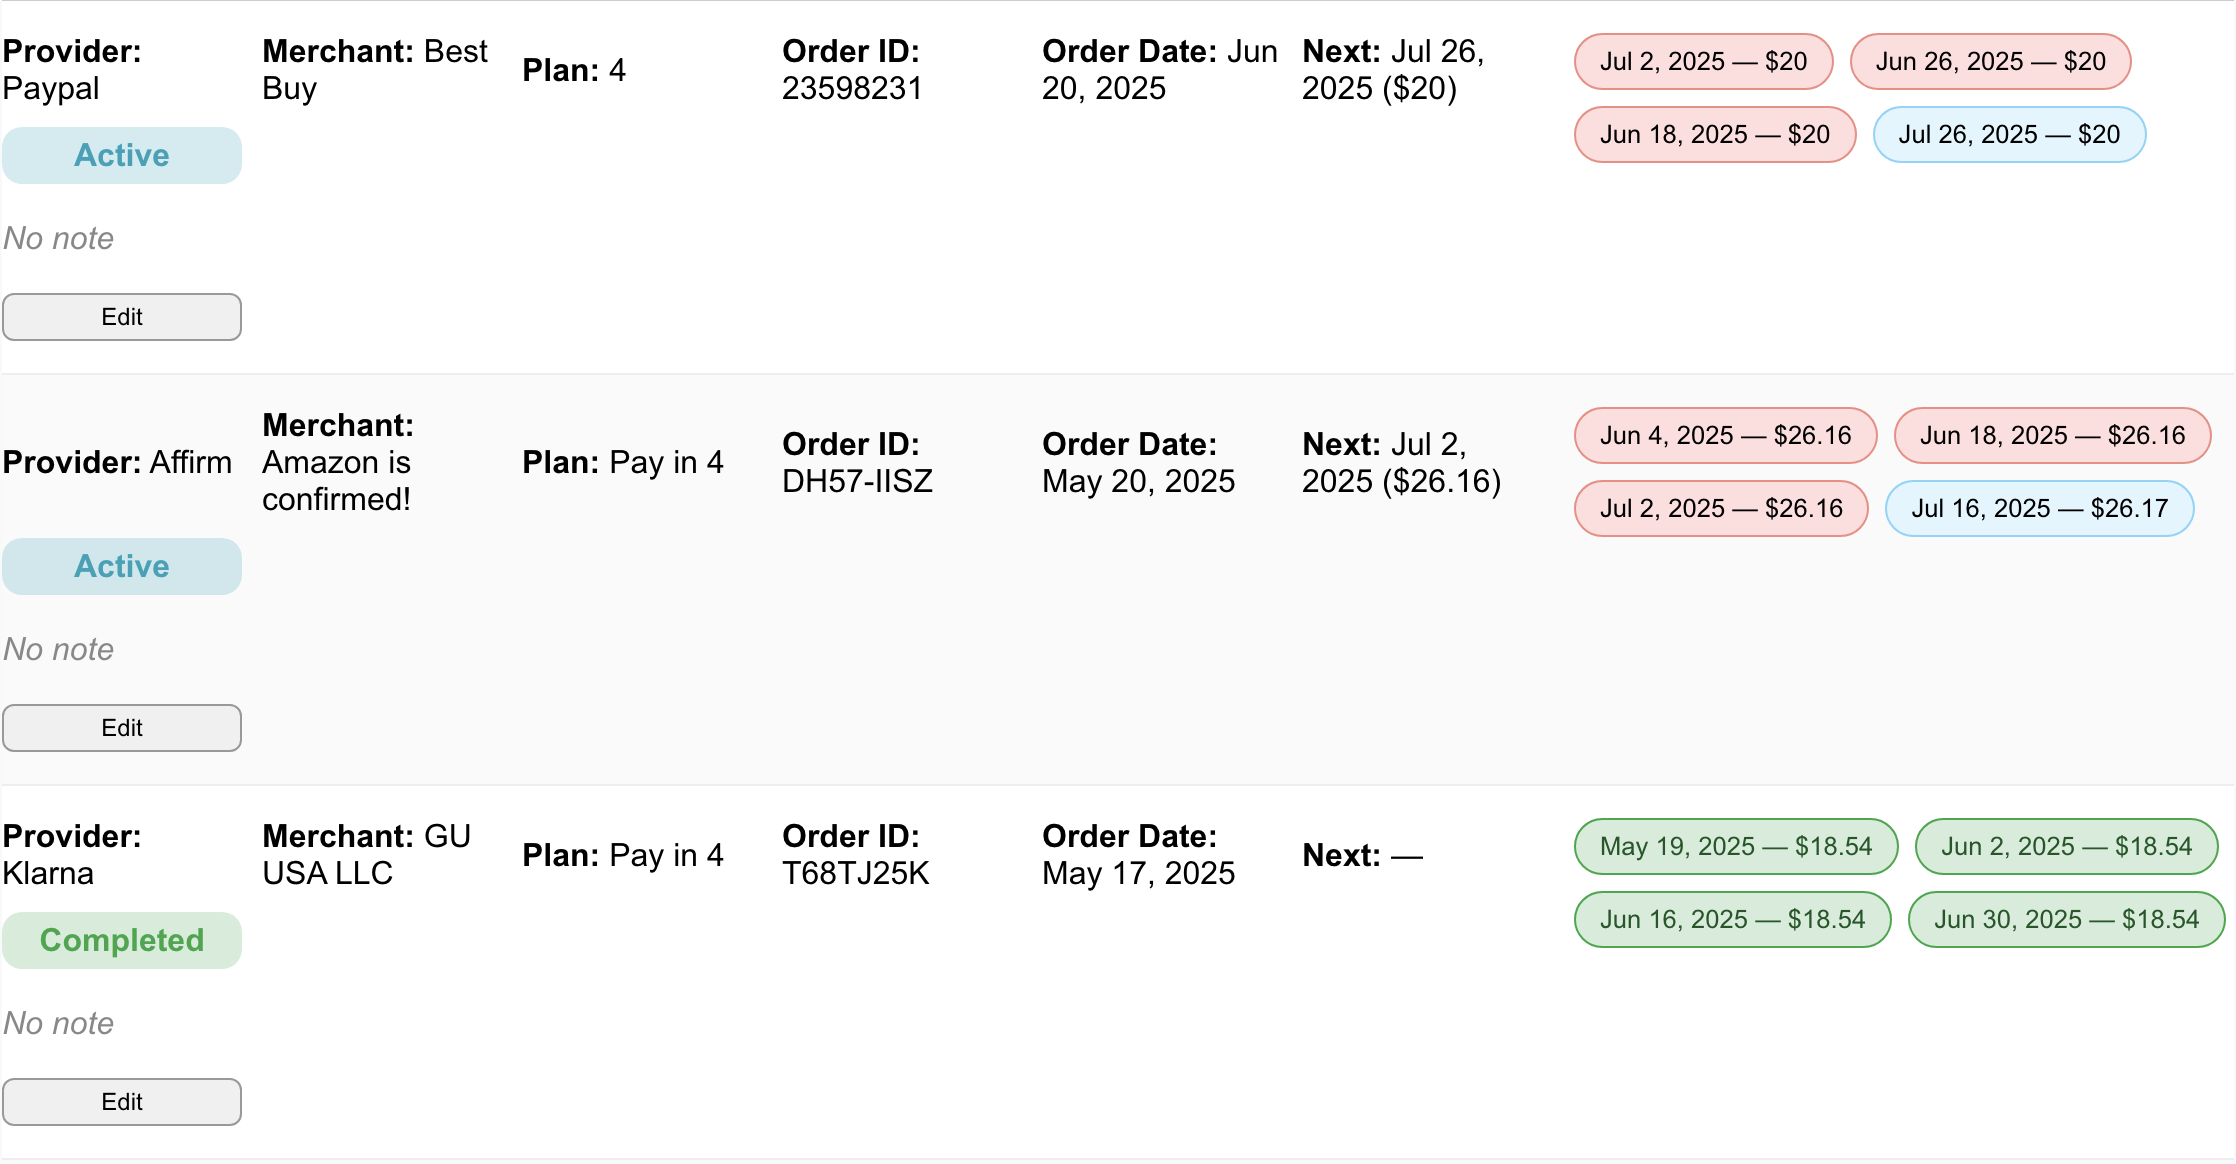 Provider:
Paypal
Merchant: Best
Buy
Plan: 4
Order ID:
23598231
Order Date: Jun
20, 2025
Next: Jul 26,
2025 ($20)
Jul 2, 2025 — $20
Jun 26, 2025 — $20
Jun 18, 2025 — $20
Jul 26, 2025 — $20
Active
No note
Edit
Provider: Affirm
Merchant:
Amazon is
confirmed!
Plan: Pay in 4
Order ID:
DH57-IISZ
Order Date:
May 20, 2025
Next: Jul 2,
2025 ($26.16)
Jun 4, 2025 — $26.16
Jun 18, 2025 — $26.16
Jul 2, 2025 — $26.16
Jul 16, 2025 — $26.17
Active
No note
Edit
Provider:
Klarna
Merchant: GU
USA LLC
Plan: Pay in 4
Order ID:
T68TJ25K
Order Date:
May 17, 2025
Next: —
May 19, 2025 — $18.54
Jun 2, 2025 — $18.54
Jun 16, 2025 — $18.54
Jun 30, 2025 — $18.54
Completed
No note
Edit